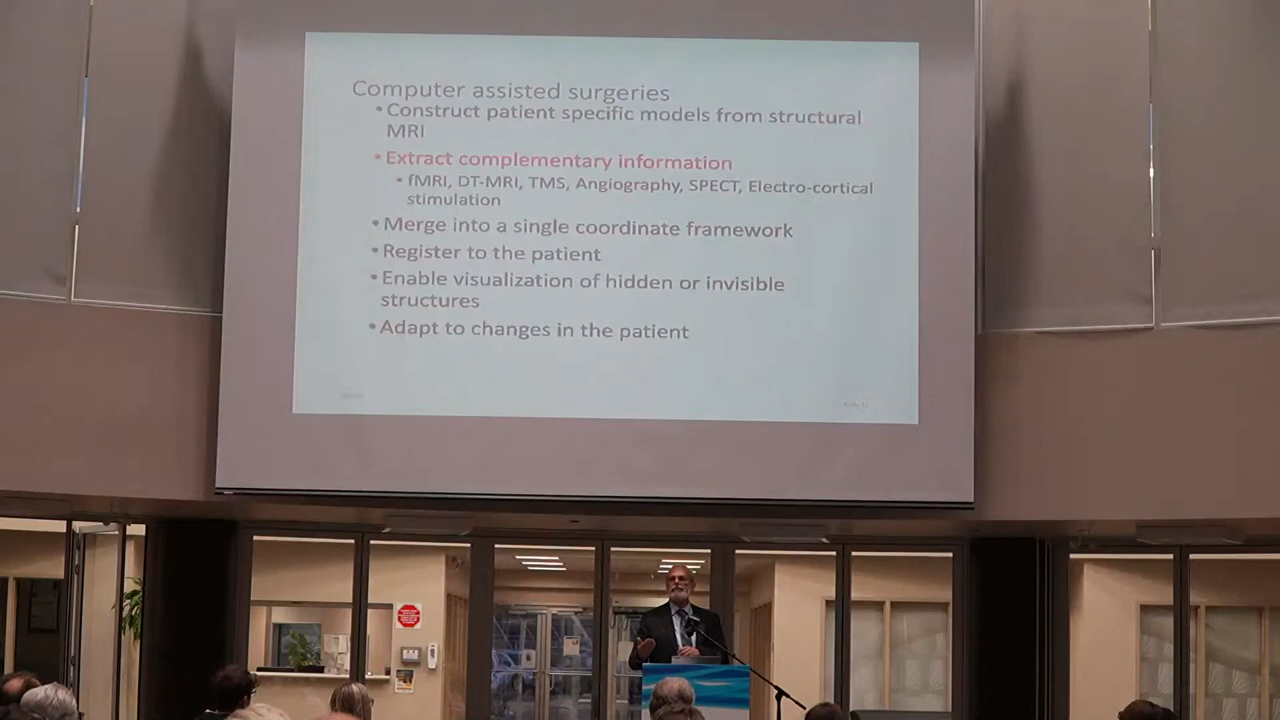 Computer assisted surgeries
• Construct patient specific models from structural
MRI
• Extract complementary information
• fMRI, DT-MRI, TMS, Angiography, SPECT, Electro-cortical
stimulation
• Merge into a single coordinate framework
• Register to the patient
• Enable visualization of hidden or invisible
structures
• Adapt to changes in the patient